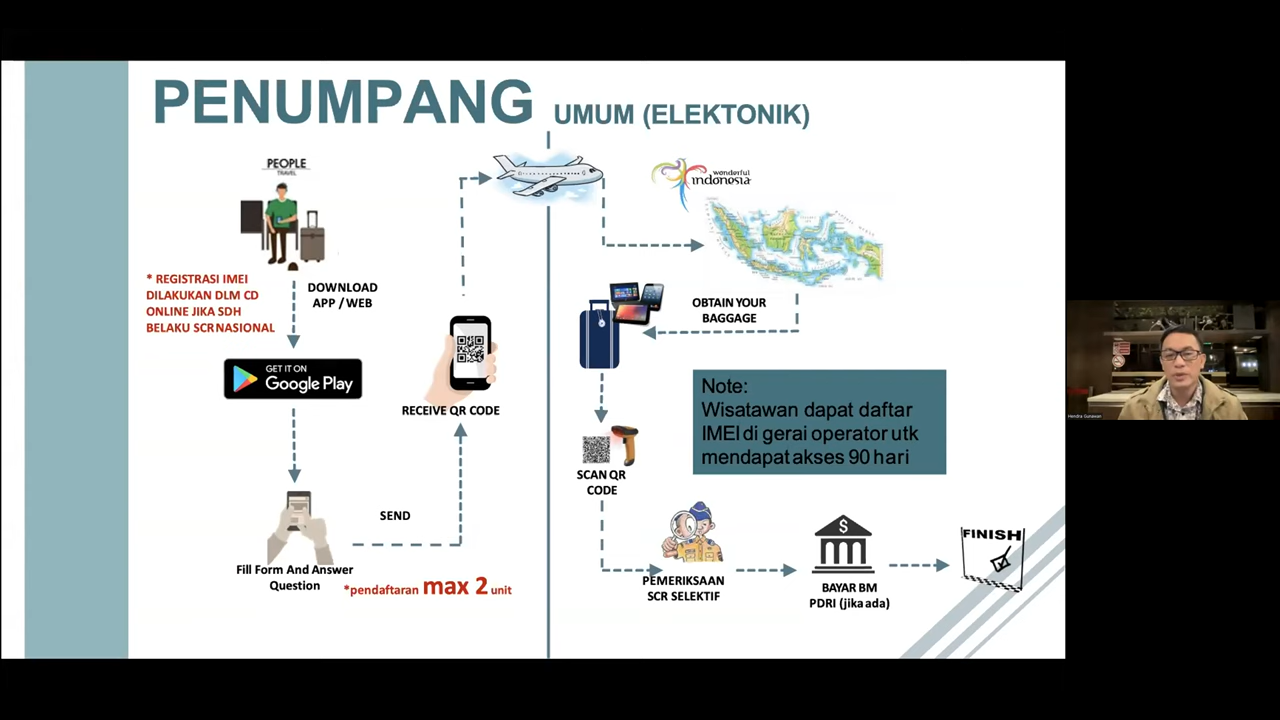 PENUMPANG UMUM (ELEKTONIK)
PEOPLE
TRAVEL
* REGISTRASI IMEI
DILAKUKAN DLM CD
ONLINE JIKA SDH
BELAKU SCR NASIONAL
DOWNLOAD
APP / WEB
GET IT ON
Google Play
Fill Form And Answer
Question
SEND
*pendaftaran max 2 unit
RECEIVE QR CODE
wonderful
indonesia
OBTAIN YOUR
BAGGAGE
Note:
Wisatawan dapat daftar
IMEI di gerai operator utk
mendapat akses 90 hari
SCAN QR
CODE
PEMERIKSAAN
SCR SELEKTIF
$
BAYAR BM
PDRI (jika ada)
FINISH
Hendra Gunawan